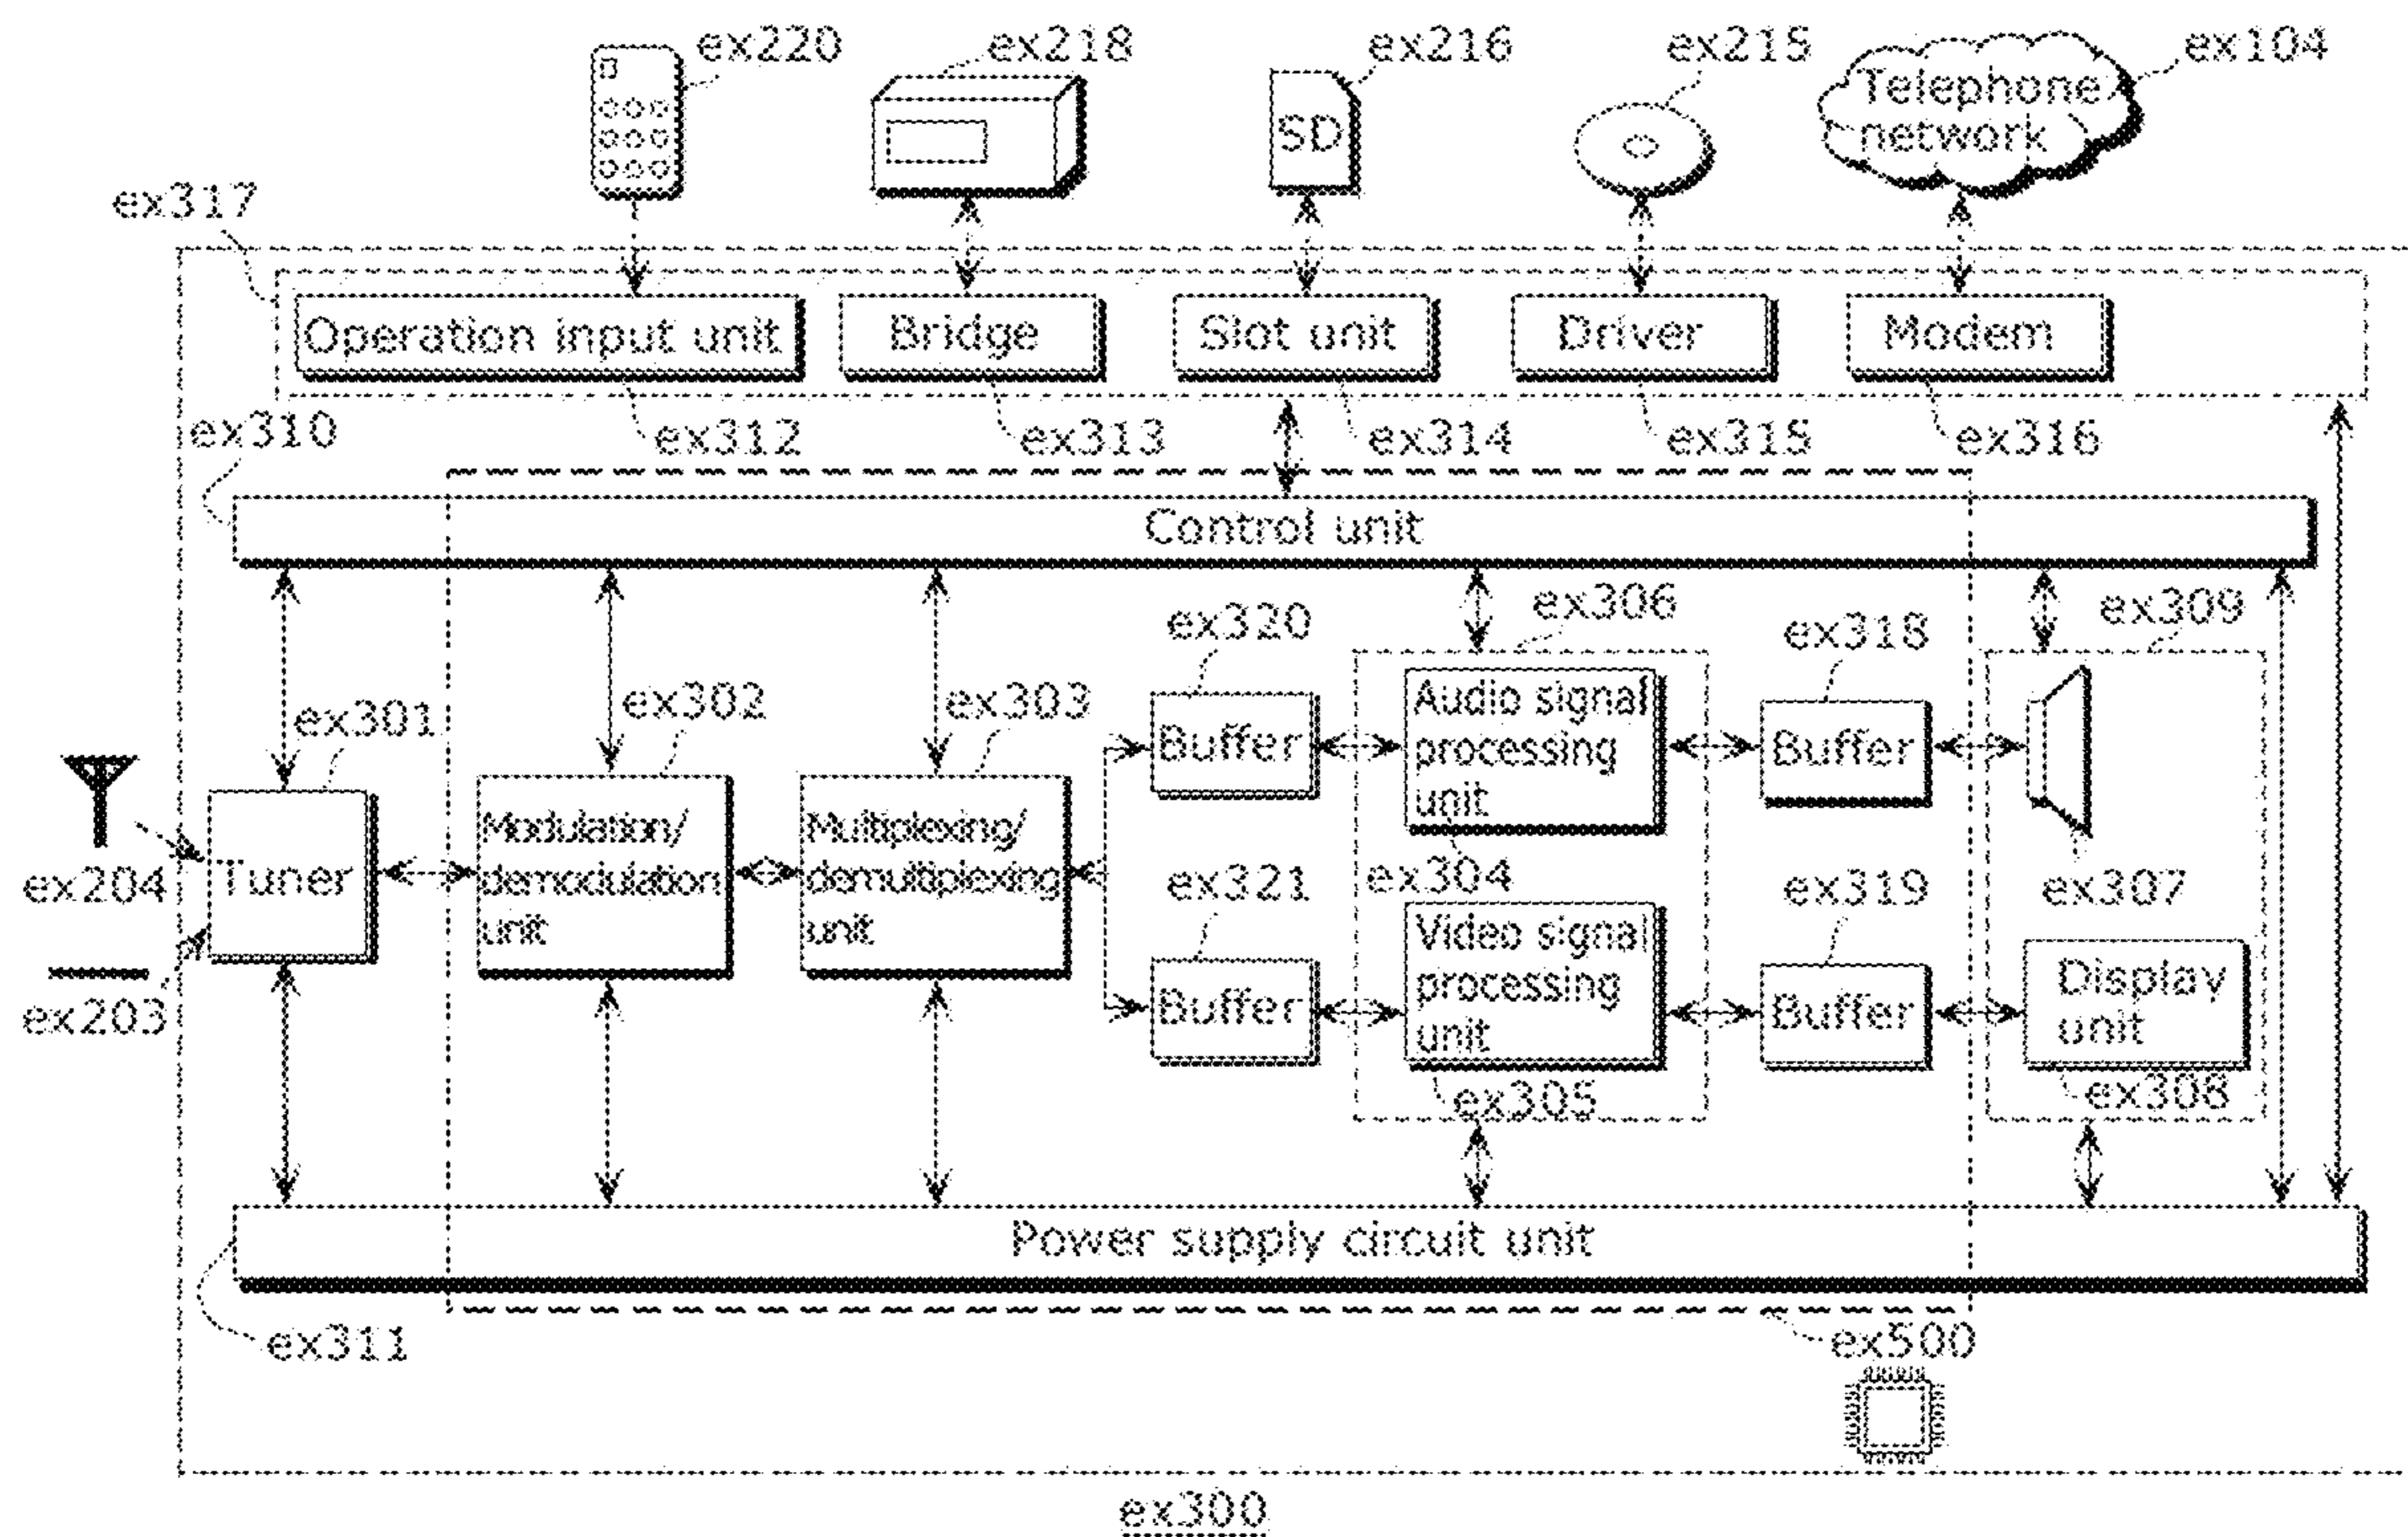 ex220
ex218
ex216
ex215
ex104
Telephone
network
SD
ex317
Operation input unit
Bridge
Slot unit
Driver
Modem
ex310
ex312
ex313
ex314
ex315
ex316
Control unit
ex320
ex306
ex318
ex309
ex301
ex302
ex303
Buffer
Audio signal
processing
unit
Buffer
ex204
Tuner
Modulation/
demodulation
unit
Multiplexing/
demultiplexing
unit
ex321
ex304
ex319
ex307
ex203
Buffer
Video signal
processing
unit
Buffer
Display
unit
ex305
ex308
Power supply circuit unit
ex311
ex500
ex300